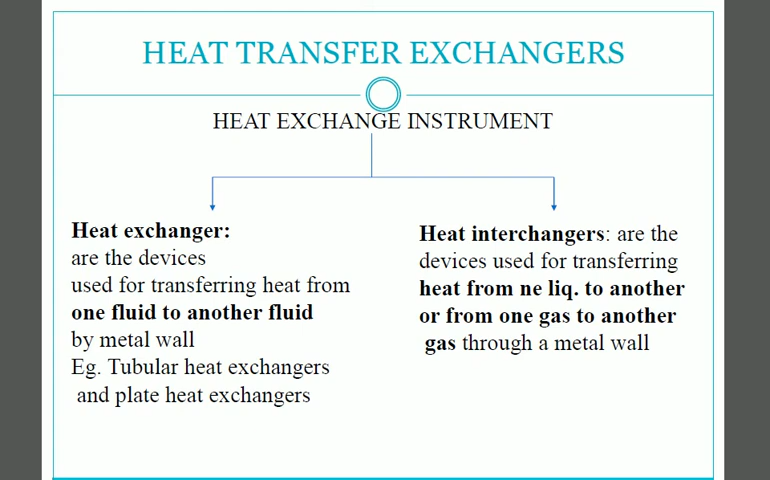 HEAT TRANSFER EXCHANGERS
HEAT EXCHANGE INSTRUMENT
Heat exchanger:
are the devices
used for transferring heat from
one fluid to another fluid
by metal wall
Eg. Tubular heat exchangers
and plate heat exchangers
Heat interchangers: are the
devices used for transferring
heat from ne liq. to another
or from one gas to another
gas through a metal wall